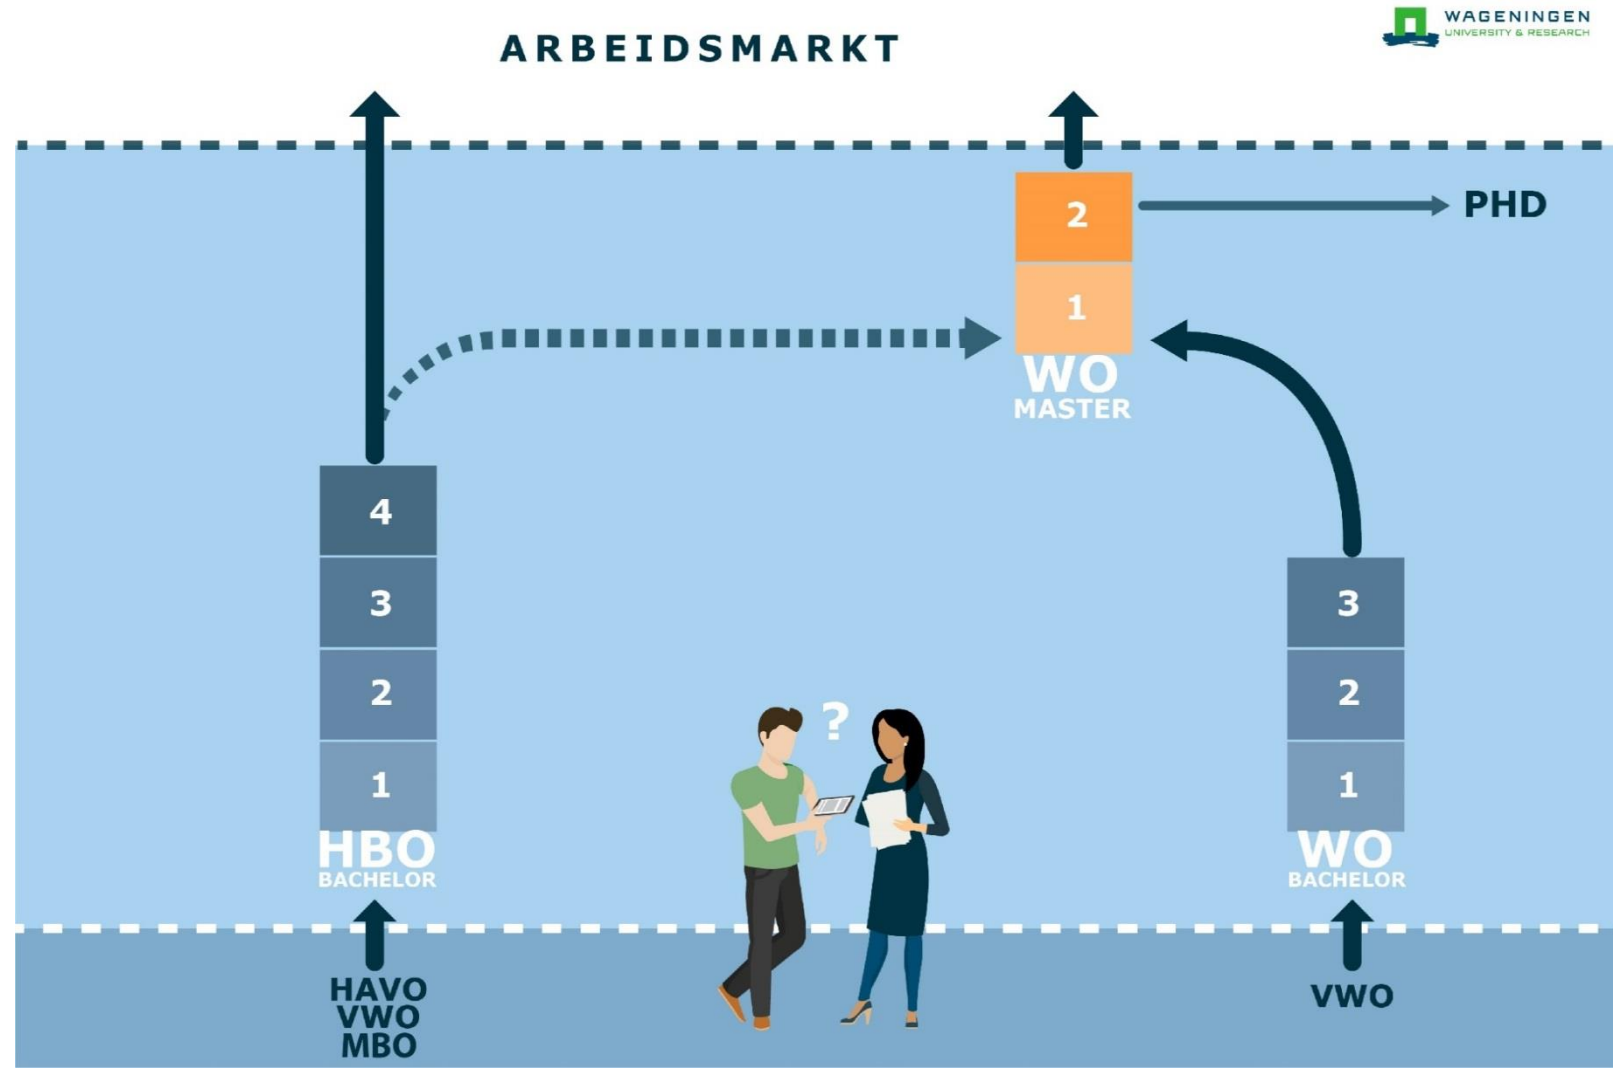 WAGENINGEN
UNIVERSITY & RESEARCH
ARBEIDSMARKT
2
PHD
1
WO
MASTER
4
3
2
1
HBO
BACHELOR
HAVO
VWO
MBO
?
3
2
1
WO
BACHELOR
VWO